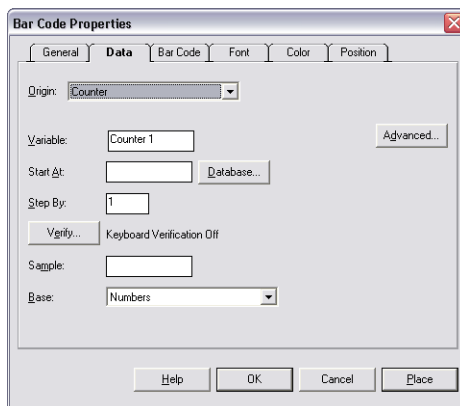 Bar Code Properties
General Data Bar Code Font Color Position
Origin: Counter
Variable: Counter 1 Advanced...
Start At: Database...
Step By: 1
Verify... Keyboard Verification Off
Sample:
Base: Numbers
Help OK Cancel Place